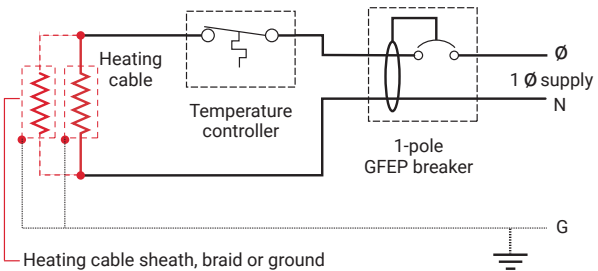 Heating
cable
Temperature
controller
1-pole
GFEP breaker
Ø
1 Ø supply
N
G
Heating cable sheath, braid or ground